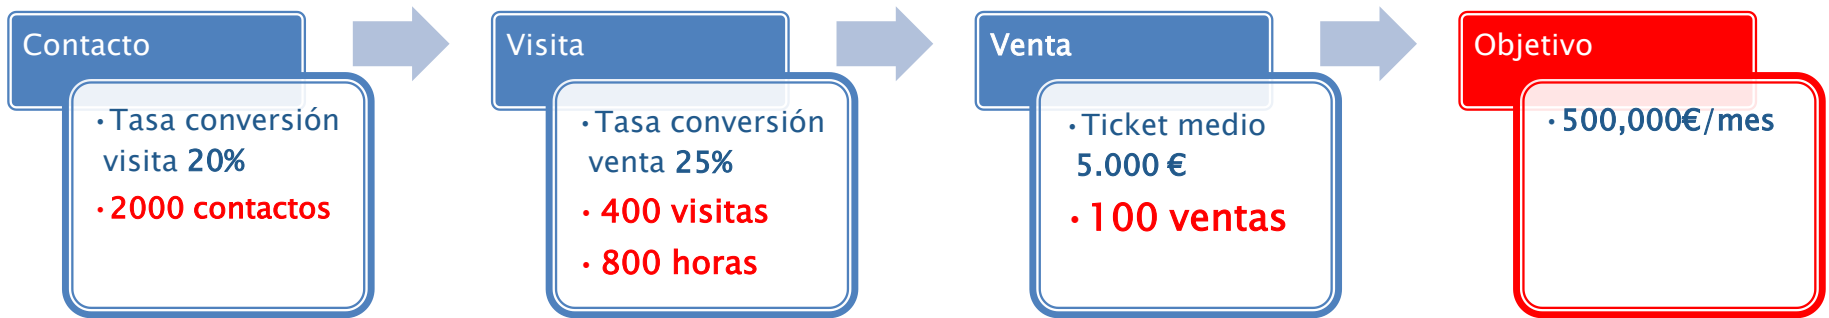 Contacto
• Tasa conversión
visita 20%
• 2000 contactos
Visita
• Tasa conversión
venta 25%
• 400 visitas
• 800 horas
Venta
• Ticket medio
5.000 €
• 100 ventas
Objetivo
• 500,000€/mes